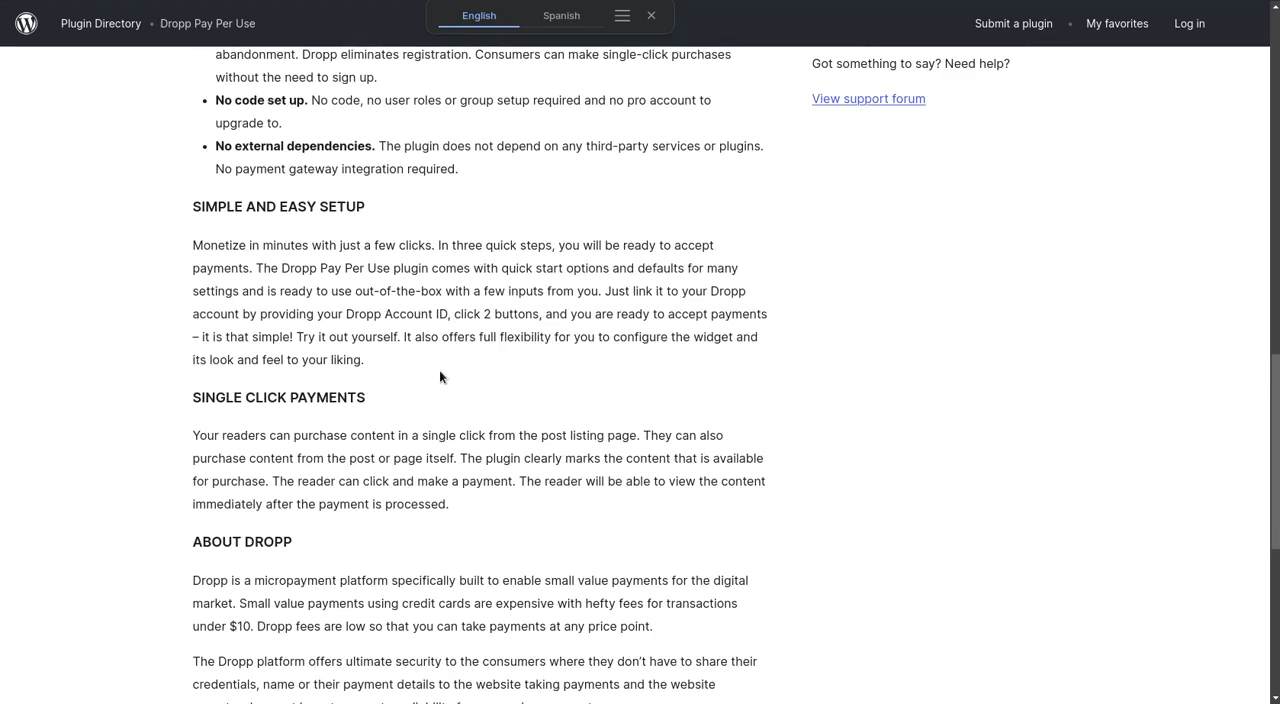 Plugin Directory • Dropp Pay Per Use
English Spanish
Submit a plugin • My favorites Log in
abandonment. Dropp eliminates registration. Consumers can make single-click purchases
without the need to sign up.
• No code set up. No code, no user roles or group setup required and no pro account to
upgrade to.
• No external dependencies. The plugin does not depend on any third-party services or plugins.
No payment gateway integration required.
SIMPLE AND EASY SETUP
Monetize in minutes with just a few clicks. In three quick steps, you will be ready to accept
payments. The Dropp Pay Per Use plugin comes with quick start options and defaults for many
settings and is ready to use out-of-the-box with a few inputs from you. Just link it to your Dropp
account by providing your Dropp Account ID, click 2 buttons, and you are ready to accept payments
– it is that simple! Try it out yourself. It also offers full flexibility for you to configure the widget and
its look and feel to your liking.
SINGLE CLICK PAYMENTS
Your readers can purchase content in a single click from the post listing page. They can also
purchase content from the post or page itself. The plugin clearly marks the content that is available
for purchase. The reader can click and make a payment. The reader will be able to view the content
immediately after the payment is processed.
ABOUT DROPP
Dropp is a micropayment platform specifically built to enable small value payments for the digital
market. Small value payments using credit cards are expensive with hefty fees for transactions
under $10. Dropp fees are low so that you can take payments at any price point.
The Dropp platform offers ultimate security to the consumers where they don’t have to share their
credentials, name or their payment details to the website taking payments and the website
Got something to say? Need help?
View support forum